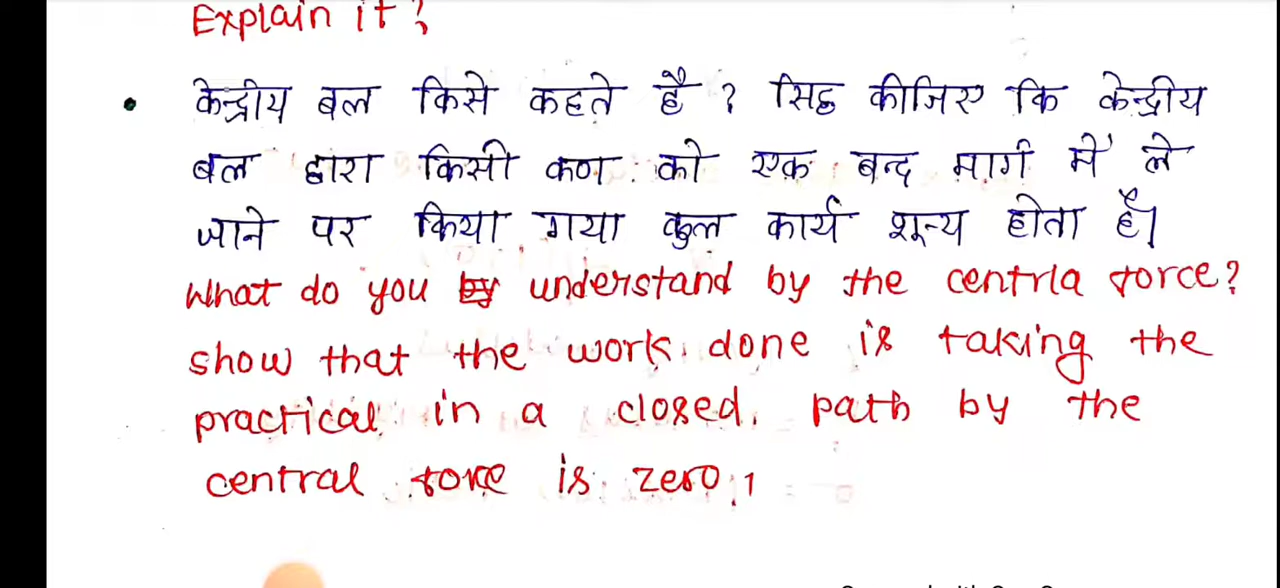 Explain it?
• केन्द्रीय बल किसे कहते है ? सिद्ध कीजिए कि केन्द्रीय
बल द्वारा किसी कण को एक बन्द मार्ग में ले
जाने पर किया गया कुल कार्य शून्य होता है।
What do you by understand by the centrla force?
show that the work done is taking the
practical in a closed path by the
central force is zero 1